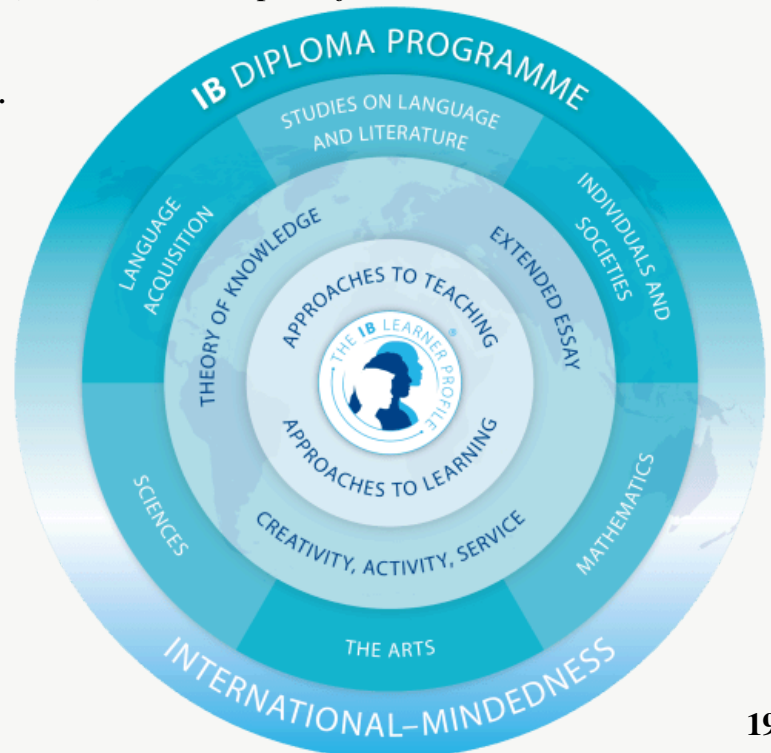 .
IB DIPLOMA PROGRAMME
STUDIES ON LANGUAGE
AND LITERATURE
LANGUAGE
ACQUISITION
INDIVIDUALS AND
SOCIETIES
THEORY OF KNOWLEDGE
EXTENDED ESSAY
APPROACHES TO TEACHING
THE IB LEARNER PROFILE
®
APPROACHES TO LEARNING
SCIENCES
CREATIVITY, ACTIVITY, SERVICE
MATHEMATICS
THE ARTS
INTERNATIONAL–MINDEDNESS
19